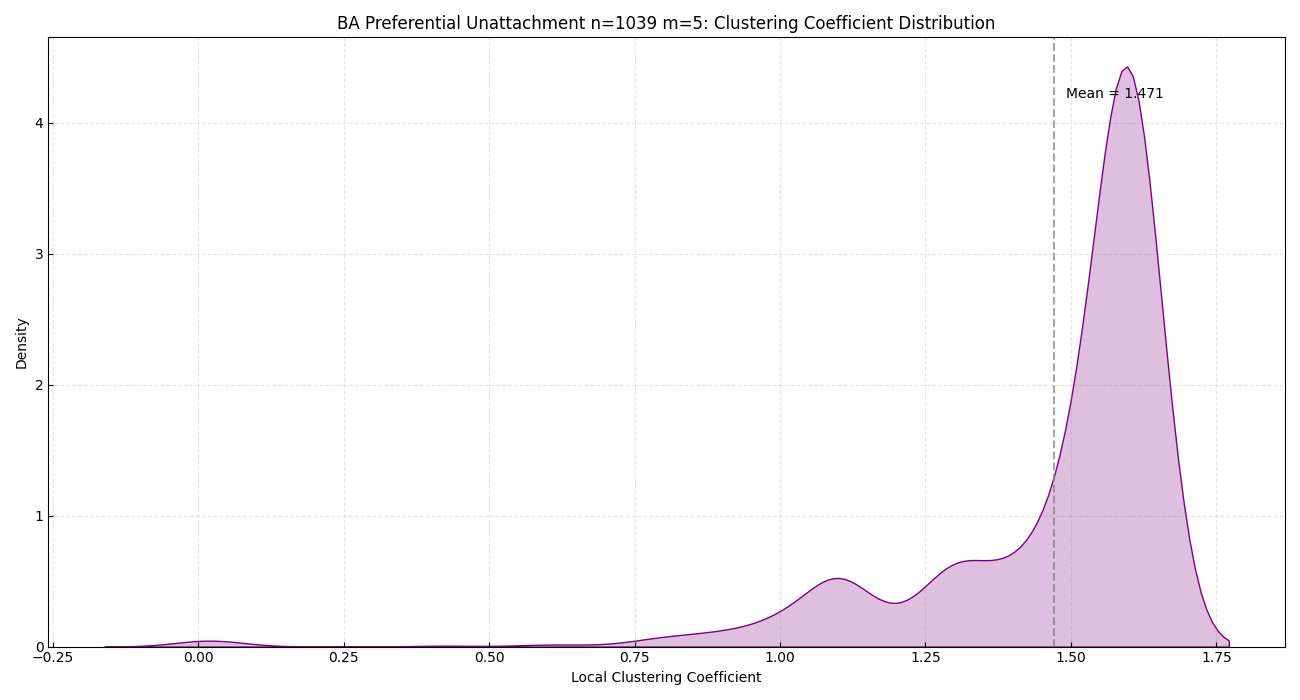 BA Preferential Unattachment n=1039 m=5: Clustering Coefficient Distribution
Mean = 1.471
Density
4
3
2
1
0
−0.25 0.00 0.25 0.50 0.75 1.00 1.25 1.50 1.75
Local Clustering Coefficient